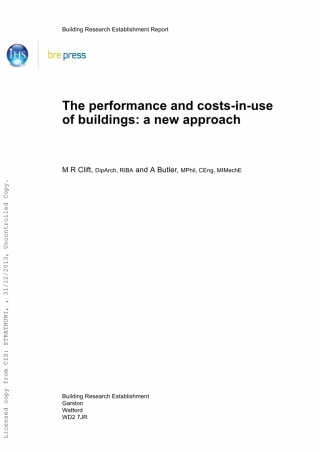 Building Research Establishment Report
IHS
bre press
The performance and costs-in-use
of buildings: a new approach
M R Clift, DipArch, RIBA and A Butler, MPhil, CEng, MIMechE
Licensed copy from CIS: STRATHUNI, , 31/12/2013, Uncontrolled Copy.
Building Research Establishment
Garston
Watford
WD2 7JR